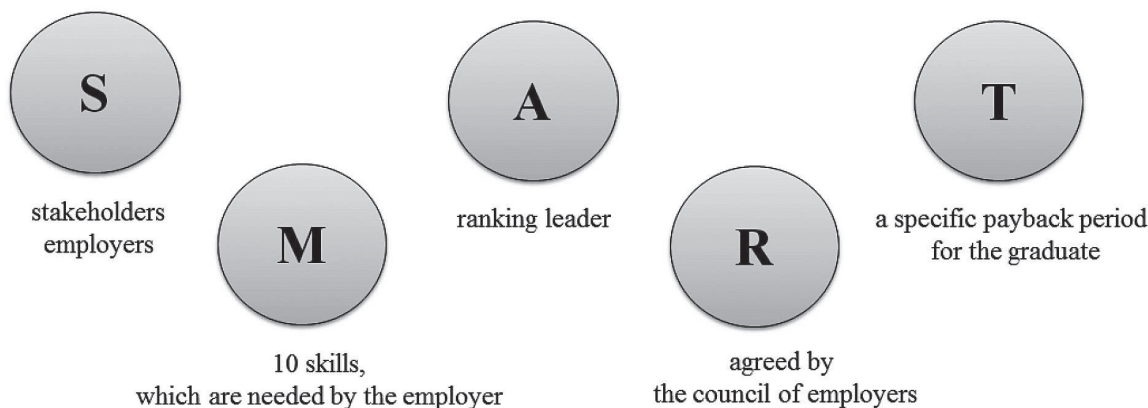 S
stakeholders
employers
M
10 skills,
which are needed by the employer
A
ranking leader
R
agreed by
the council of employers
T
a specific payback period
for the graduate